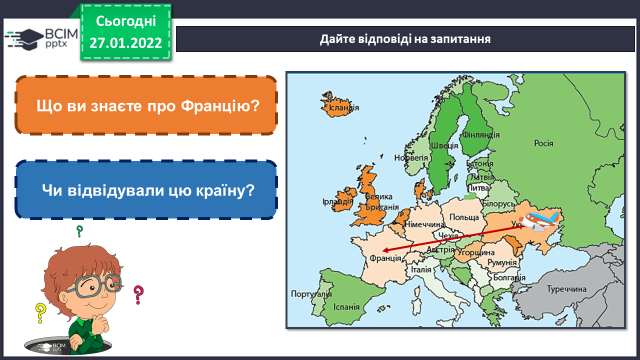 Сьогодні
27.01.2022
ВСІМ
pptx
Дайте відповіді на запитання
Що ви знаєте про Францію?
Чи відвідували цю країну?
Ісландія
Фінляндія
Швеція
Норвегія
Росія
Естонія
Латвія
Литва
Ірландія
Велика
Британія
Білорусь
Польща
Німеччина
Чехія
Франція
Австрія
Угорщина
Румунія
Італія
Болгарія
Португалія
Іспанія
Туреччина
ВСІМ
pptx